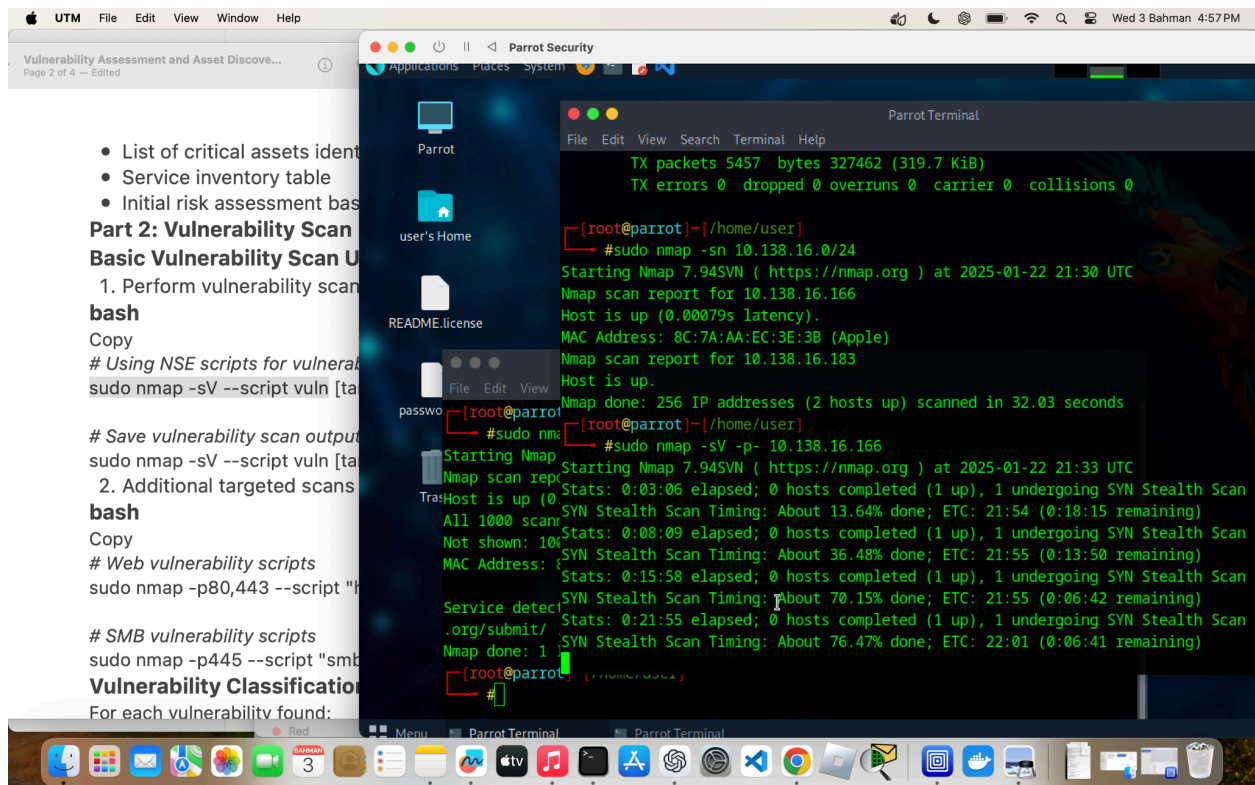 UTM File Edit View Window Help
Wed 3 Bahman 4:57 PM
Vulnerability Assessment and Asset Discove...
Page 2 of 4 — Edited
• List of critical assets ident
• Service inventory table
• Initial risk assessment bas
Part 2: Vulnerability Scan
Basic Vulnerability Scan U
1. Perform vulnerability scan
bash
Copy
# Using NSE scripts for vulnerab
sudo nmap -sV --script vuln [ta
# Save vulnerability scan output
sudo nmap -sV --script vuln [ta
2. Additional targeted scans
bash
Copy
# Web vulnerability scripts
sudo nmap -p80,443 --script "h
# SMB vulnerability scripts
sudo nmap -p445 --script "smb
Vulnerability Classification
For each vulnerability found:
Red
Parrot Security
Applications Places System
Parrot
user's Home
README.license
passwo
Tras
File Edit View
[root@parrot
#sudo nma
Starting Nmap
Nmap scan repo
Host is up (0.
All 1000 scann
Not shown: 100
MAC Address: 8
Service detect
.org/submit/
Nmap done: 1
[root@parrot]-[/home/user]
#
Parrot Terminal
File Edit View Search Terminal Help
TX packets 5457 bytes 327462 (319.7 KiB)
TX errors 0 dropped 0 overruns 0 carrier 0 collisions 0
[root@parrot]-[/home/user]
#sudo nmap -sn 10.138.16.0/24
Starting Nmap 7.94SVN ( https://nmap.org ) at 2025-01-22 21:30 UTC
Nmap scan report for 10.138.16.166
Host is up (0.00079s latency).
MAC Address: 8C:7A:AA:EC:3E:3B (Apple)
Nmap scan report for 10.138.16.183
Host is up.
Nmap done: 256 IP addresses (2 hosts up) scanned in 32.03 seconds
[root@parrot]-[/home/user]
#sudo nmap -sV -p- 10.138.16.166
Starting Nmap 7.94SVN ( https://nmap.org ) at 2025-01-22 21:33 UTC
Stats: 0:03:06 elapsed; 0 hosts completed (1 up), 1 undergoing SYN Stealth Scan
SYN Stealth Scan Timing: About 13.64% done; ETC: 21:54 (0:18:15 remaining)
Stats: 0:08:09 elapsed; 0 hosts completed (1 up), 1 undergoing SYN Stealth Scan
SYN Stealth Scan Timing: About 36.48% done; ETC: 21:55 (0:13:50 remaining)
Stats: 0:15:58 elapsed; 0 hosts completed (1 up), 1 undergoing SYN Stealth Scan
SYN Stealth Scan Timing: About 70.15% done; ETC: 21:55 (0:06:42 remaining)
Stats: 0:21:55 elapsed; 0 hosts completed (1 up), 1 undergoing SYN Stealth Scan
SYN Stealth Scan Timing: About 76.47% done; ETC: 22:01 (0:06:41 remaining)
Menu Parrot Terminal Parrot Terminal
BAHMAN
3
tv